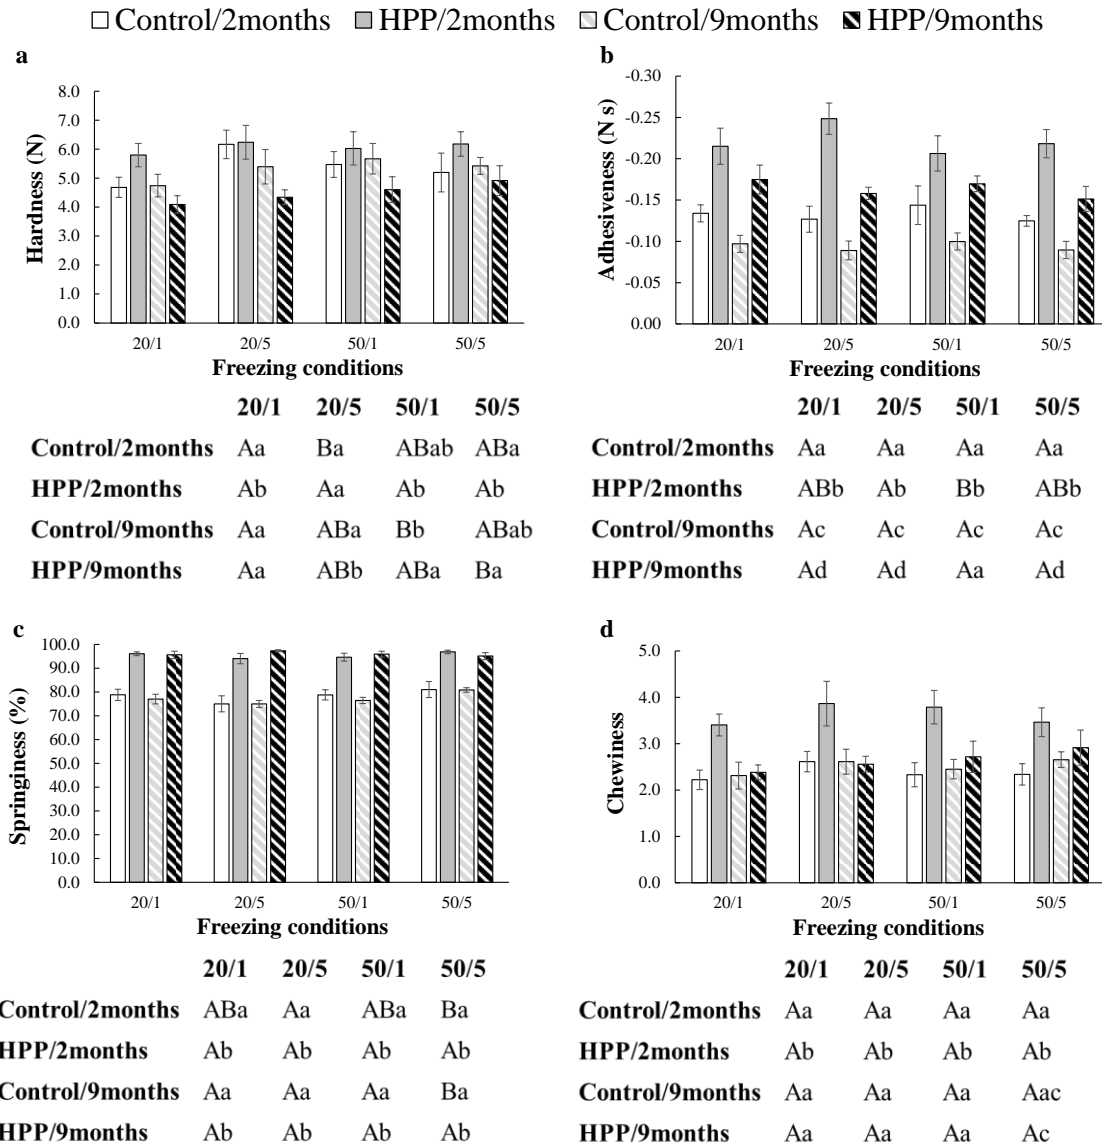 Control/2months HPP/2months Control/9months HPP/9months
a
8.0
7.0
6.0
5.0
4.0
3.0
2.0
1.0
0.0
Hardness (N)
20/1 20/5 50/1 50/5
Freezing conditions
20/1 20/5 50/1 50/5
Control/2months Aa Ba ABab ABa
HPP/2months Ab Aa Ab Ab
Control/9months Aa ABa Bb ABab
HPP/9months Aa ABb ABa Ba
b
-0.30
-0.25
-0.20
-0.15
-0.10
-0.05
0.00
Adhesiveness (N s)
20/1 20/5 50/1 50/5
Freezing conditions
20/1 20/5 50/1 50/5
Control/2months Aa Aa Aa Aa
HPP/2months ABb Ab Bb ABb
Control/9months Ac Ac Ac Ac
HPP/9months Ad Ad Aa Ad
c
100.0
90.0
80.0
70.0
60.0
50.0
40.0
30.0
20.0
10.0
0.0
Springiness (%)
20/1 20/5 50/1 50/5
Freezing conditions
20/1 20/5 50/1 50/5
Control/2months ABa Aa ABa Ba
HPP/2months Ab Ab Ab Ab
Control/9months Aa Aa Aa Ba
HPP/9months Ab Ab Ab Ab
d
5.0
4.0
3.0
2.0
1.0
0.0
Chewiness
20/1 20/5 50/1 50/5
Freezing conditions
20/1 20/5 50/1 50/5
Control/2months Aa Aa Aa Aa
HPP/2months Ab Ab Ab Ab
Control/9months Aa Aa Aa Aac
HPP/9months Aa Aa Aa Ac